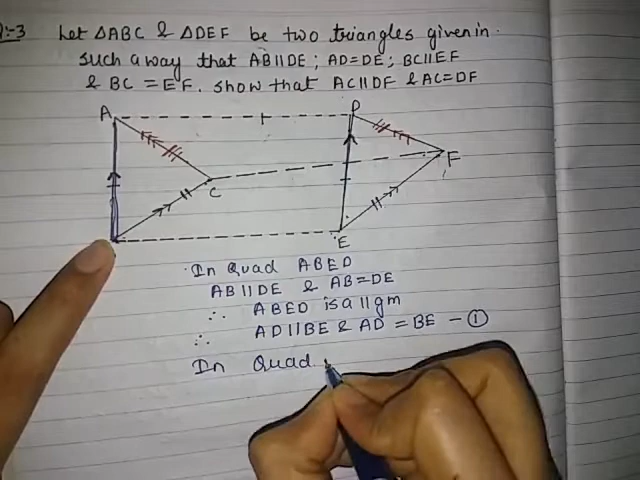 :-3 Let ΔABC & ΔDEF be two triangles given in
such a way that AB||DE; AD=DE; BC||EF
& BC=EF. show that AC||DF & AC=DF
A
D
F
C
E
In Quad ABED
AB||DE & AB=DE
∴ ABED is a ||gm
∴ AD||BE & AD = BE - ①
In Quad